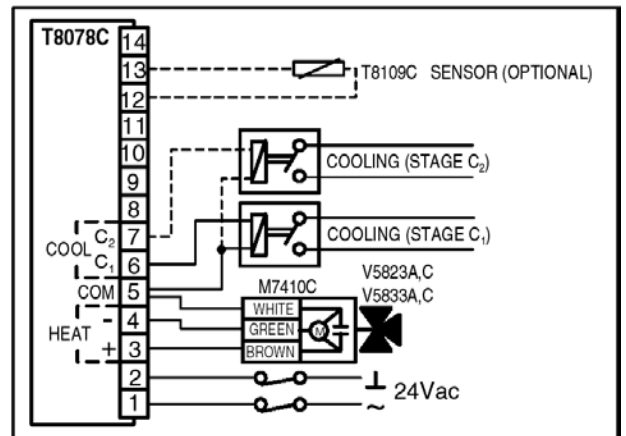 T8078C
14
13
T8109C SENSOR (OPTIONAL)
12
11
10
COOLING (STAGE C₂)
9
8
COOL C₂ 7
COOLING (STAGE C₁)
C₁ 6
COM 5
M7410C
V5823A,C
V5833A,C
WHITE
HEAT - 4
GREEN
M
+ 3
BROWN
2
⊥
24Vac
1
~